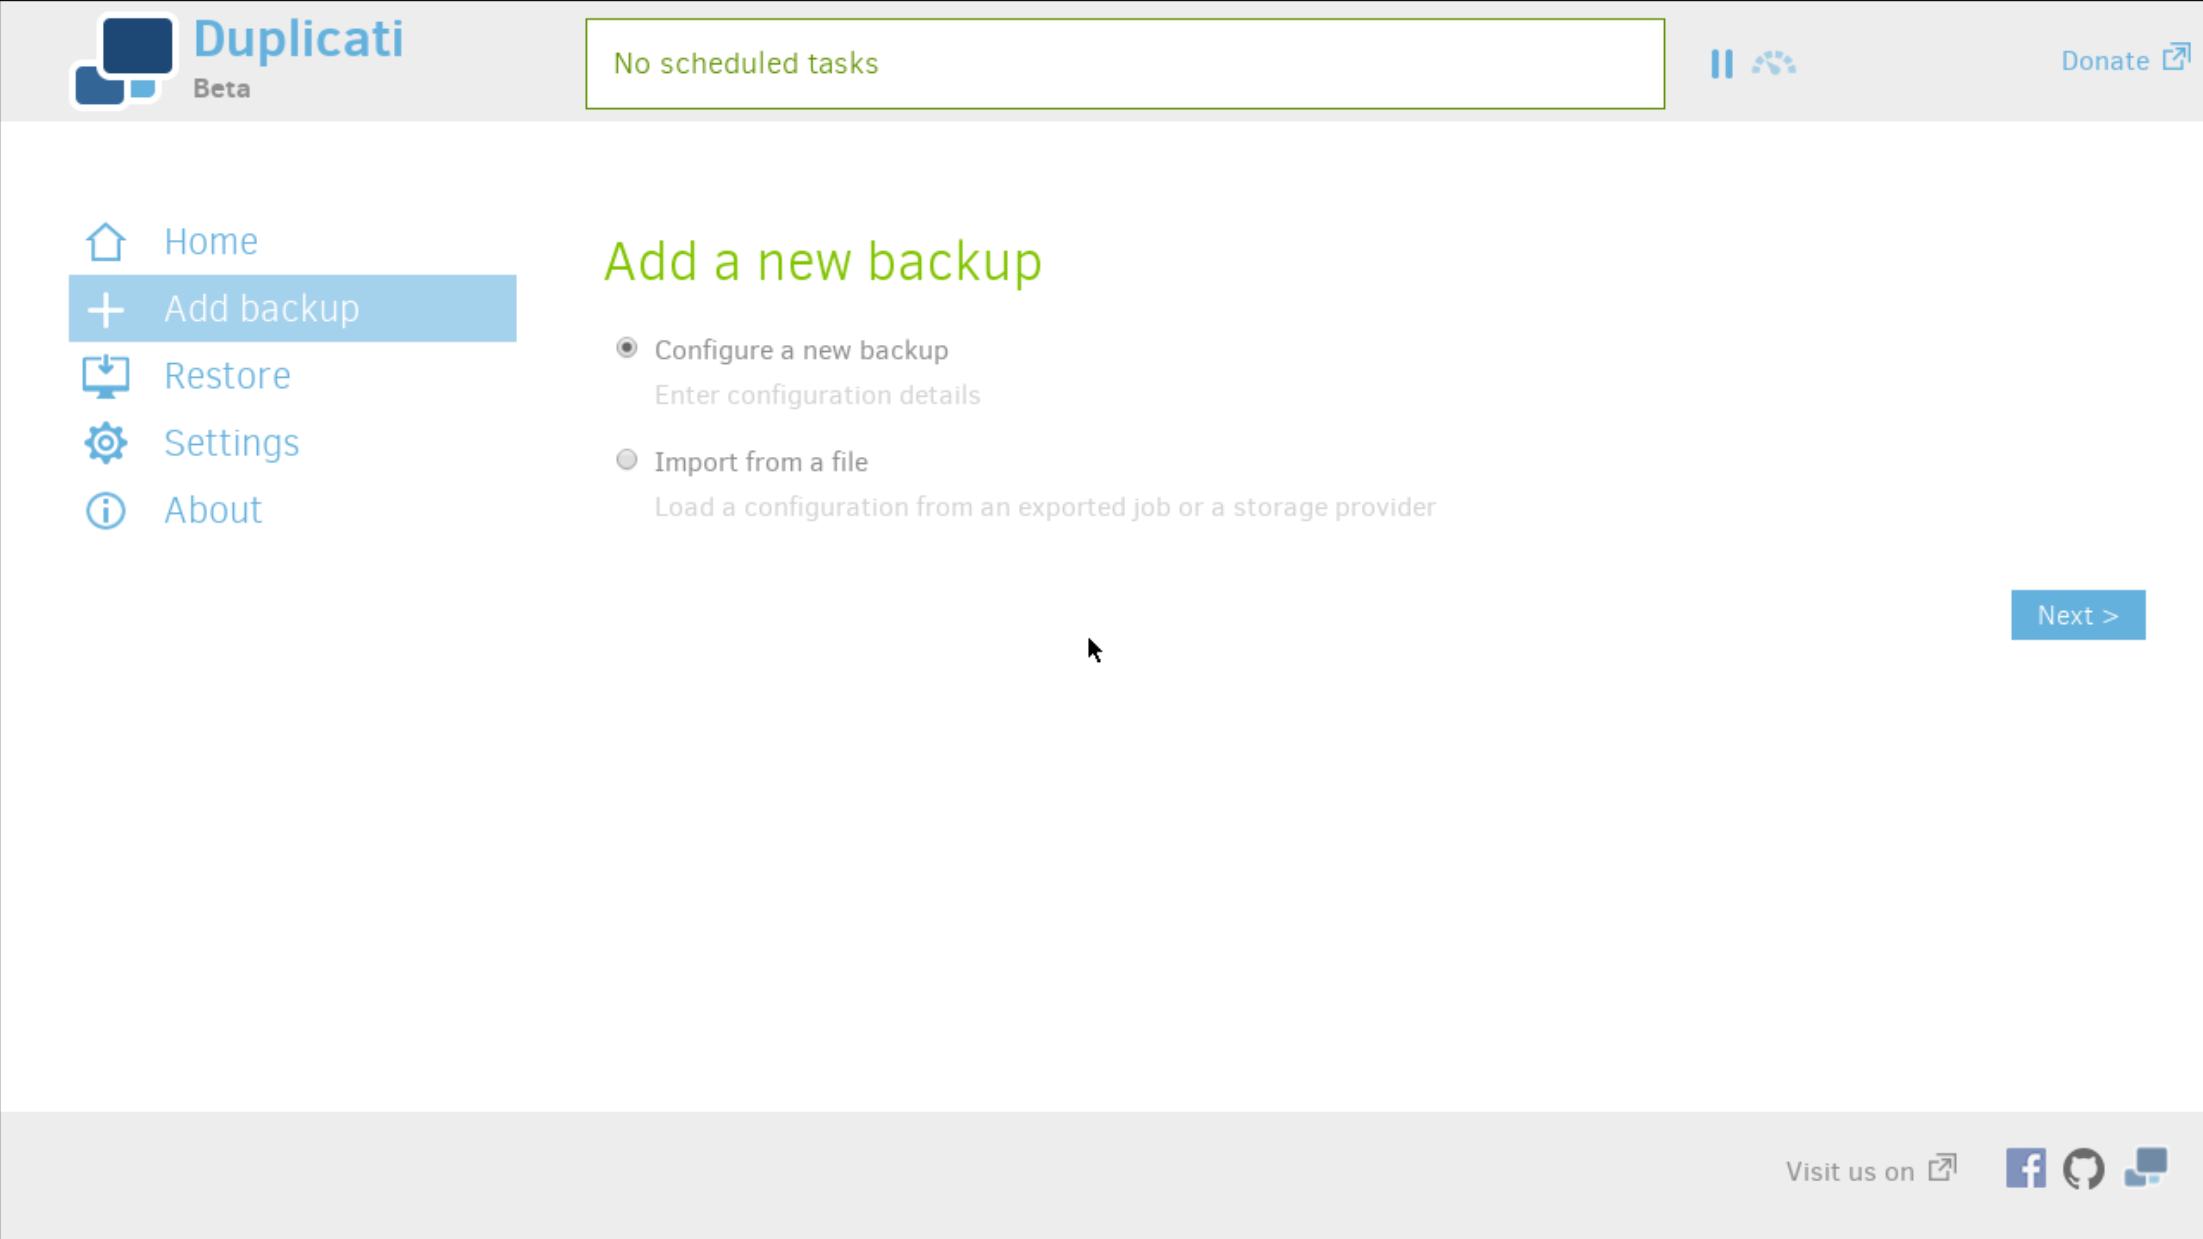 Duplicati
Beta
No scheduled tasks
Donate
Home
Add backup
Restore
Settings
About
Add a new backup
Configure a new backup
Enter configuration details
Import from a file
Load a configuration from an exported job or a storage provider
Next >
Visit us on